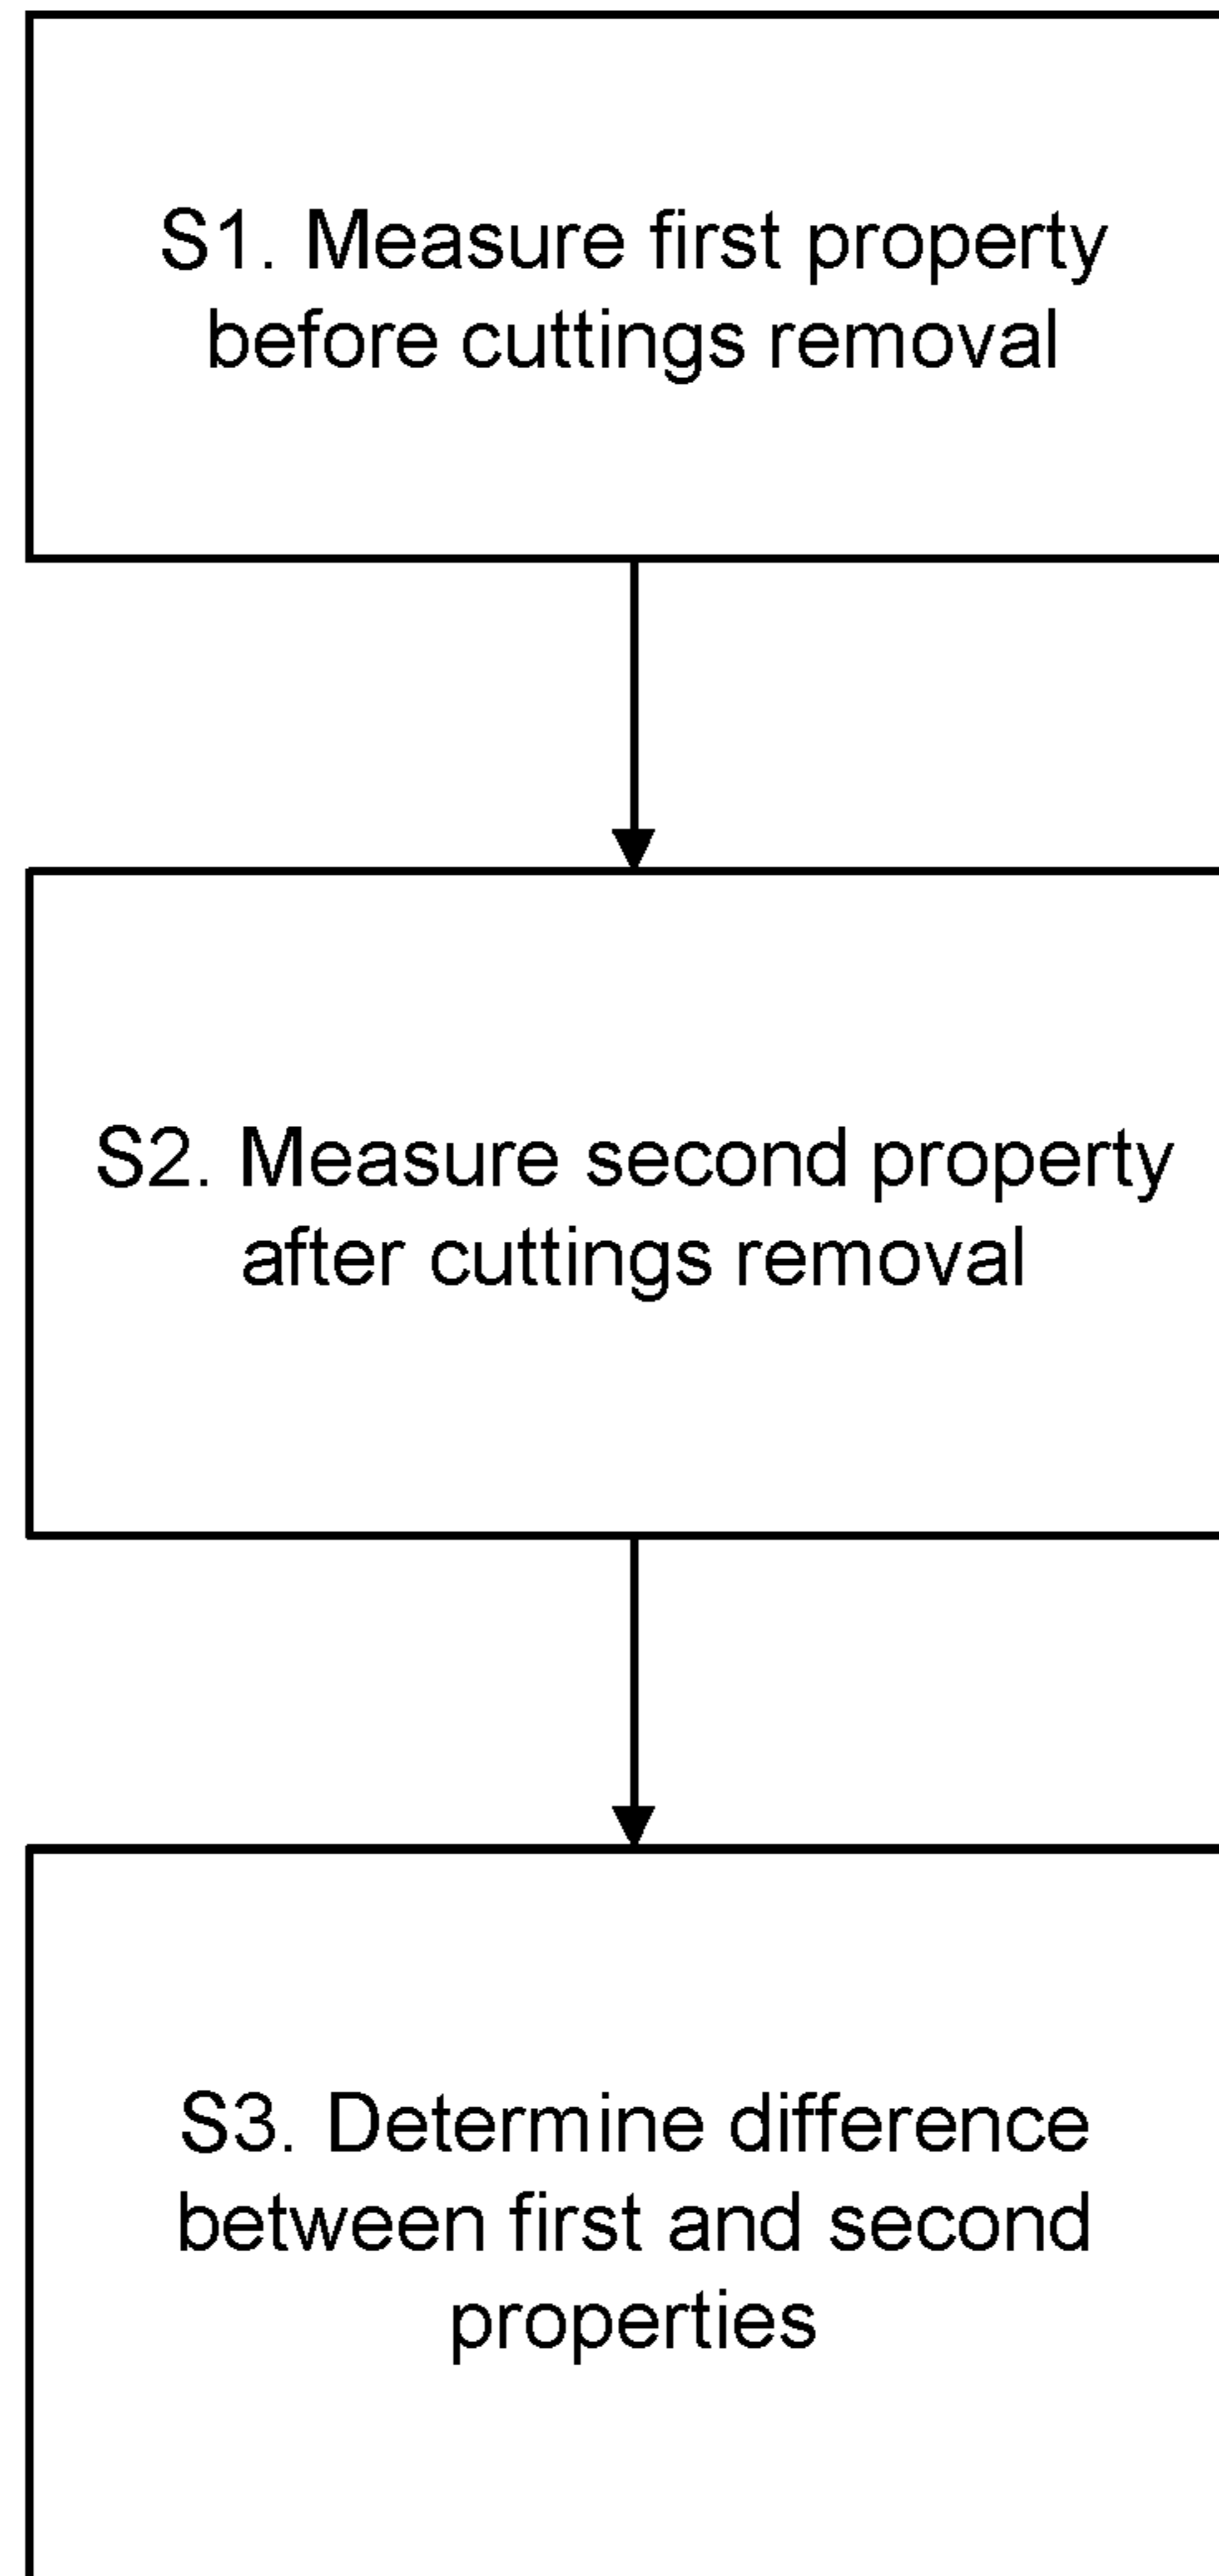 S1. Measure first property
before cuttings removal
S2. Measure second property
after cuttings removal
S3. Determine difference
between first and second
properties